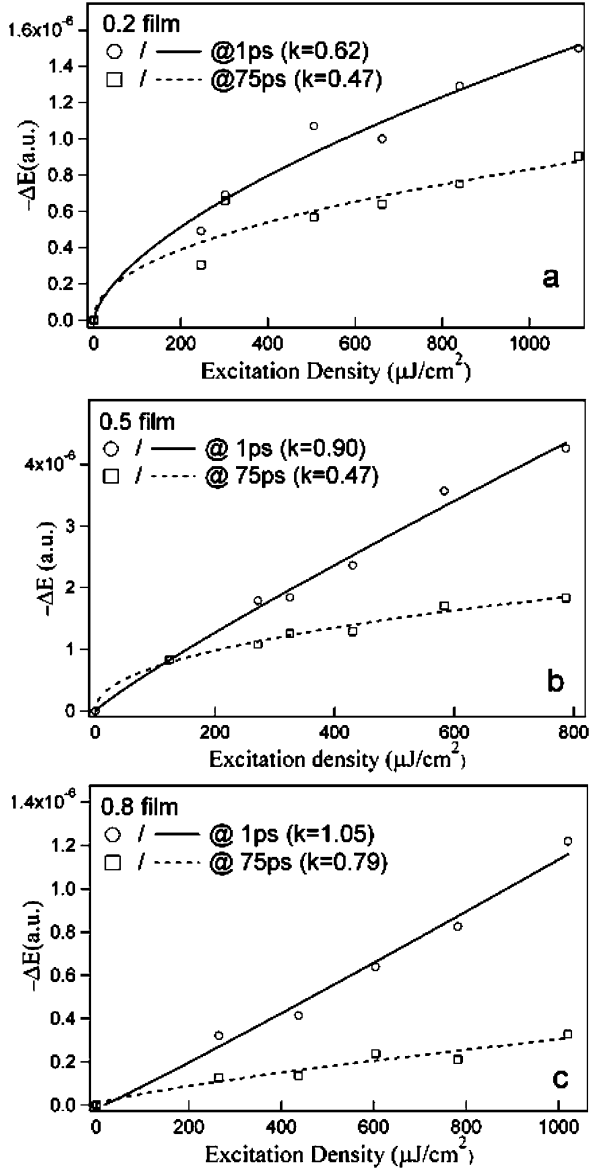 1.6x10⁻⁶
1.4
1.2
1.0
0.8
0.6
0.4
0.2
0.0
−ΔE(a.u.)
0.2 film
/ @1ps (k=0.62)
/ @75ps (k=0.47)
a
0 200 400 600 800 1000
Excitation Density (μJ/cm²)
4x10⁻⁶
3
2
1
0
−ΔE (a.u.)
0.5 film
/ @ 1ps (k=0.90)
/ @ 75ps (k=0.47)
b
0 200 400 600 800
Excitation density (μJ/cm²)
1.4x10⁻⁶
1.2
1.0
0.8
0.6
0.4
0.2
0.0
−ΔE(a.u.)
0.8 film
/ @ 1ps (k=1.05)
/ @ 75ps (k=0.79)
c
0 200 400 600 800 1000
Excitation Density (μJ/cm²)